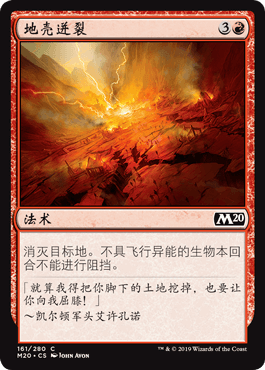 地壳迸裂 3
法术 M20
消灭目标地。不具飞行异能的生物本回
合不能进行阻挡。
「就算我得把你脚下的土地挖掉,也要让
你向我屈膝!」
～凯尔顿军头艾许孔诺
161/280 C
M20 • CS JOHN AVON
™ & © 2019 Wizards of the Coast